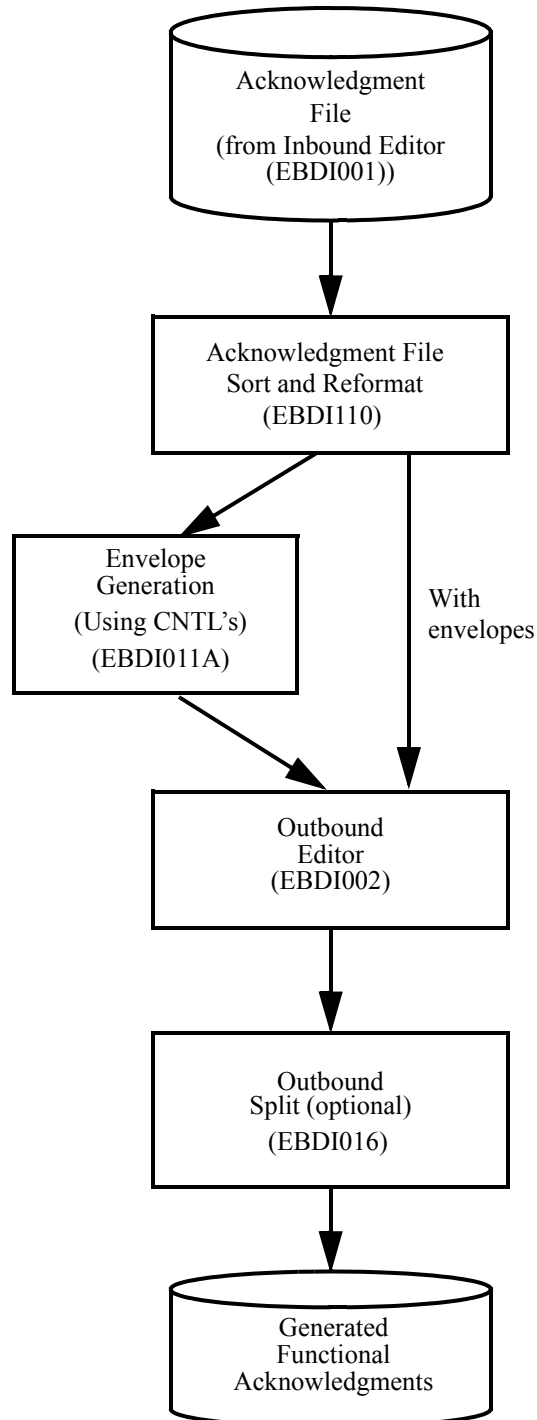 Acknowledgment
File
(from Inbound Editor
(EBDI001))
Acknowledgment File
Sort and Reformat
(EBDI110)
Envelope
Generation
(Using CNTL's)
(EBDI011A)
With
envelopes
Outbound
Editor
(EBDI002)
Outbound
Split (optional)
(EBDI016)
Generated
Functional
Acknowledgments